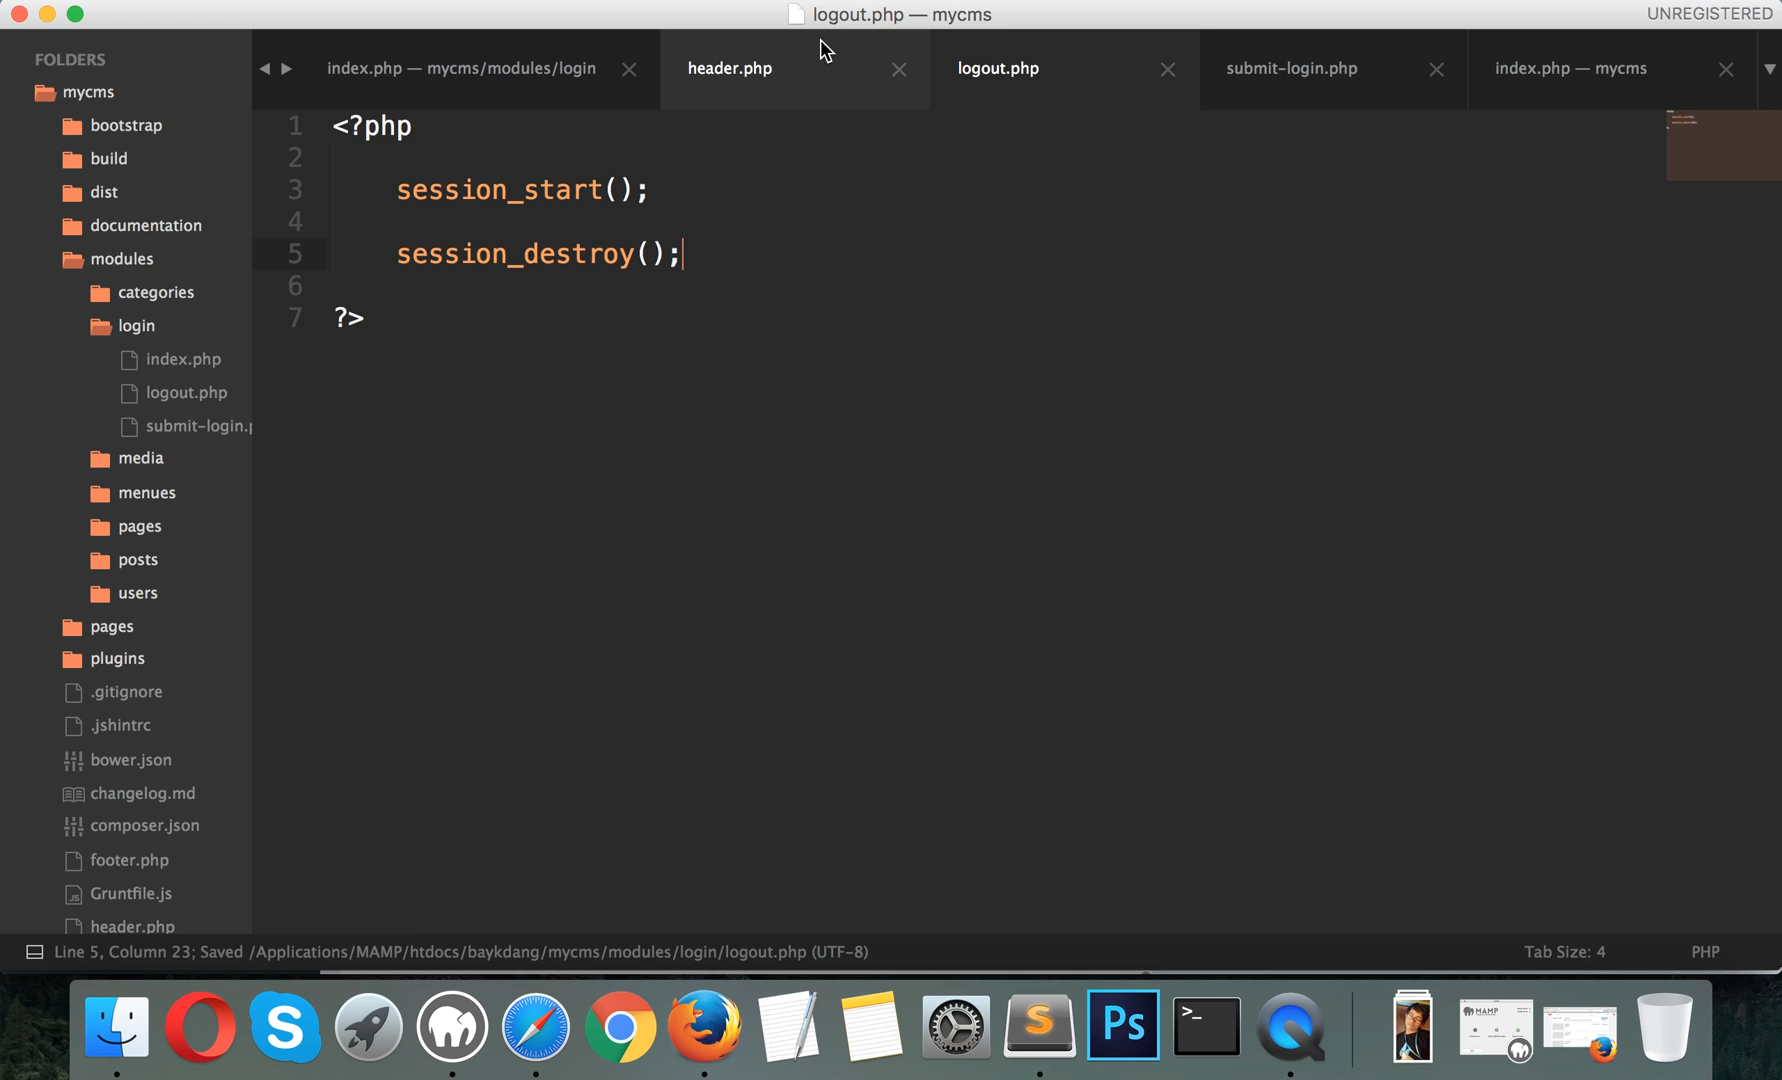 logout.php — mycms
UNREGISTERED
FOLDERS
mycms
bootstrap
build
dist
documentation
modules
categories
login
index.php
logout.php
submit-login.p
media
menues
pages
posts
users
pages
plugins
.gitignore
.jshintrc
bower.json
changelog.md
composer.json
footer.php
Gruntfile.js
header.php
index.php — mycms/modules/login
header.php
logout.php
submit-login.php
index.php — mycms
1 <?php
2
3 session_start();
4
5 session_destroy();
6
7 ?>
Line 5, Column 23; Saved /Applications/MAMP/htdocs/baykdang/mycms/modules/login/logout.php (UTF-8)
Tab Size: 4
PHP
S
S
Ps
>_
MAMP